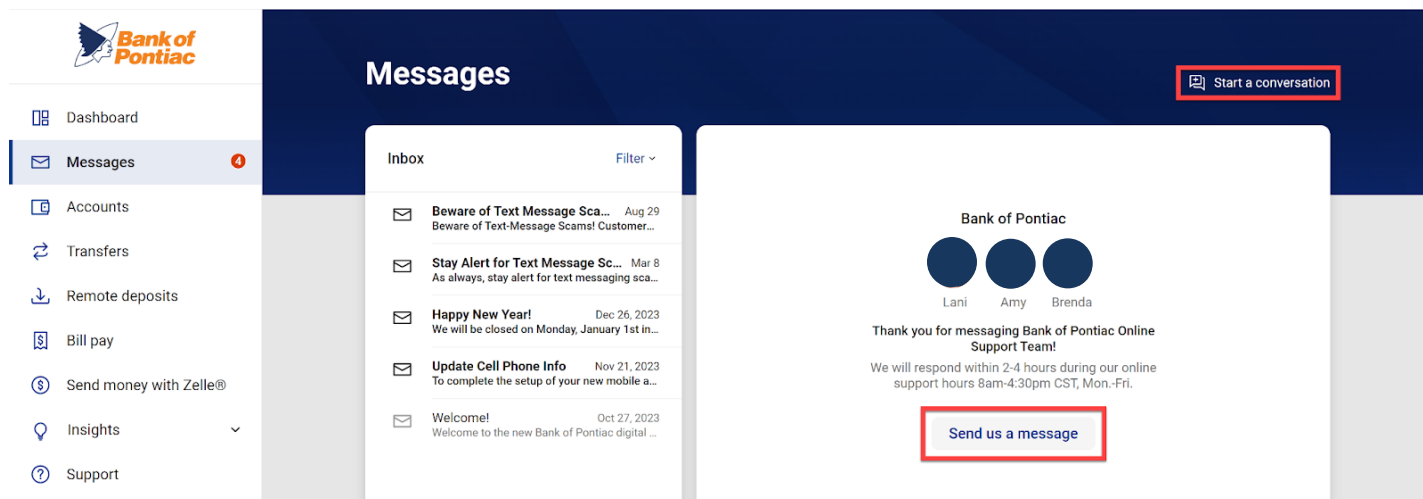 Bank of
Pontiac
Dashboard
Messages 4
Accounts
Transfers
Remote deposits
Bill pay
Send money with Zelle®
Insights
Support
Messages
Start a conversation
Inbox Filter
Beware of Text Message Sca... Aug 29
Beware of Text-Message Scams! Customer...
Stay Alert for Text Message Sc... Mar 8
As always, stay alert for text messaging sca...
Happy New Year! Dec 26, 2023
We will be closed on Monday, January 1st in...
Update Cell Phone Info Nov 21, 2023
To complete the setup of your new mobile a...
Welcome! Oct 27, 2023
Welcome to the new Bank of Pontiac digital ...
Bank of Pontiac
Lani Amy Brenda
Thank you for messaging Bank of Pontiac Online
Support Team!
We will respond within 2-4 hours during our online
support hours 8am-4:30pm CST, Mon.-Fri.
Send us a message